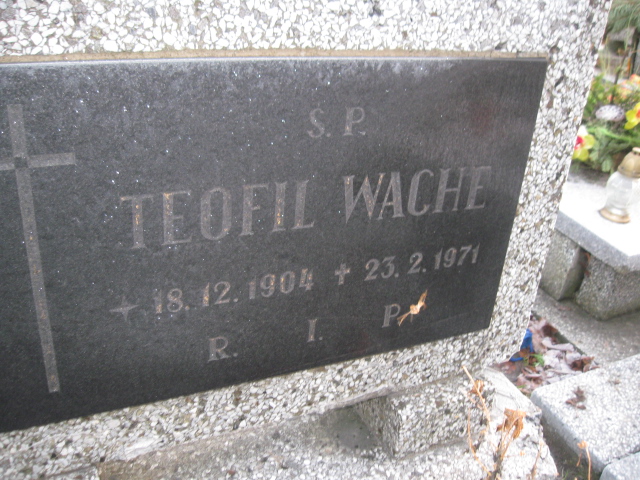 S.P.
TEOFIL WACHE
18.12.1904 + 23.2.1971
R. I. P.